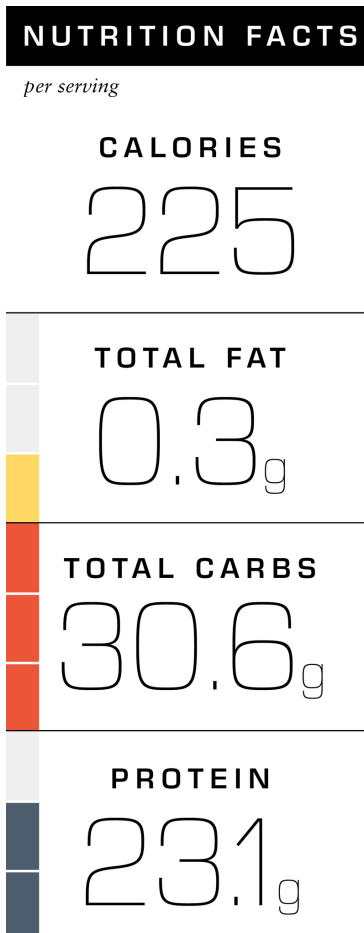 NUTRITION FACTS
per serving
CALORIES
225
TOTAL FAT
0.3g
TOTAL CARBS
30.6g
PROTEIN
23.1g